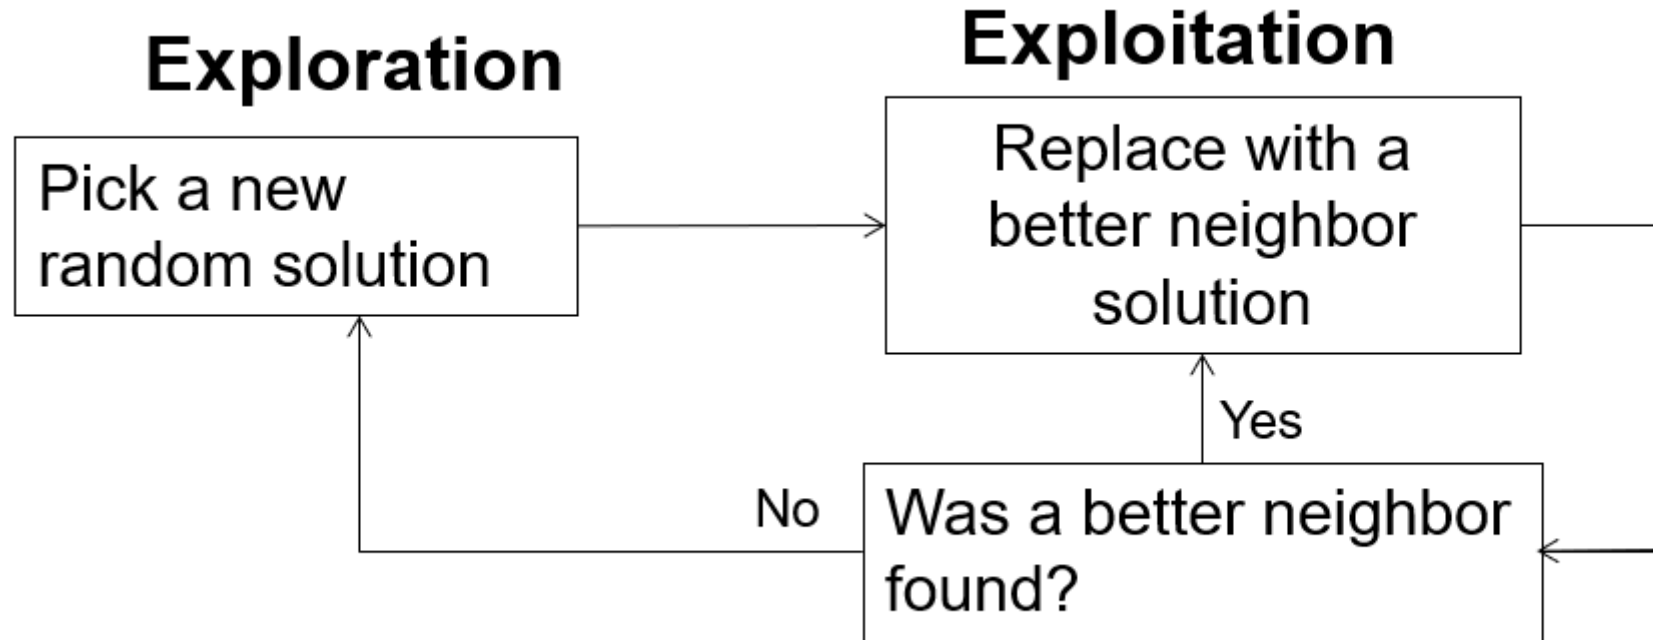 Exploration
Exploitation
Pick a new
random solution
Replace with a
better neighbor
solution
Yes
No
Was a better neighbor
found?